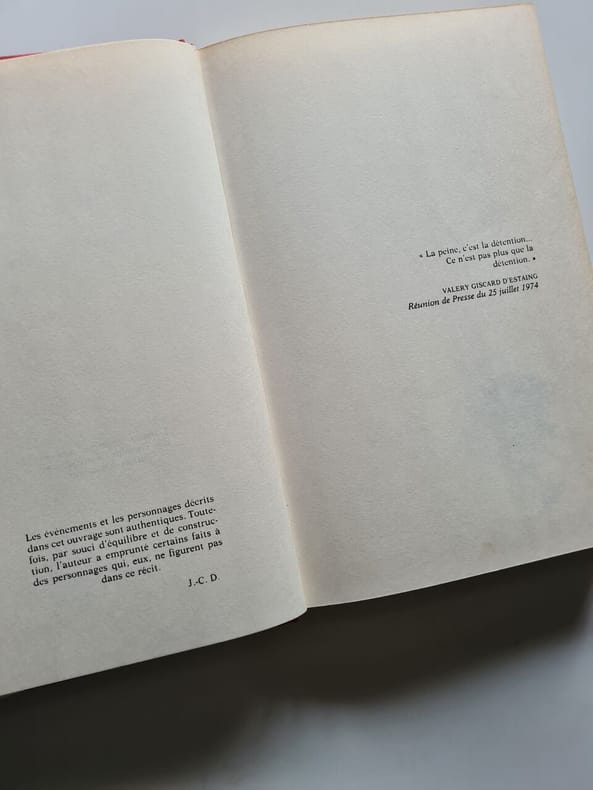 Les événements et les personnages décrits
dans cet ouvrage sont authentiques. Toute-
fois, par souci d'équilibre et de construc-
tion, l'auteur a emprunté certains faits à
des personnages qui, eux, ne figurent pas
dans ce récit.
J.-C. D.
« La peine, c'est la détention...
Ce n'est pas plus que la
détention. »
VALERY GISCARD D'ESTAING
Réunion de Presse du 25 juillet 1974